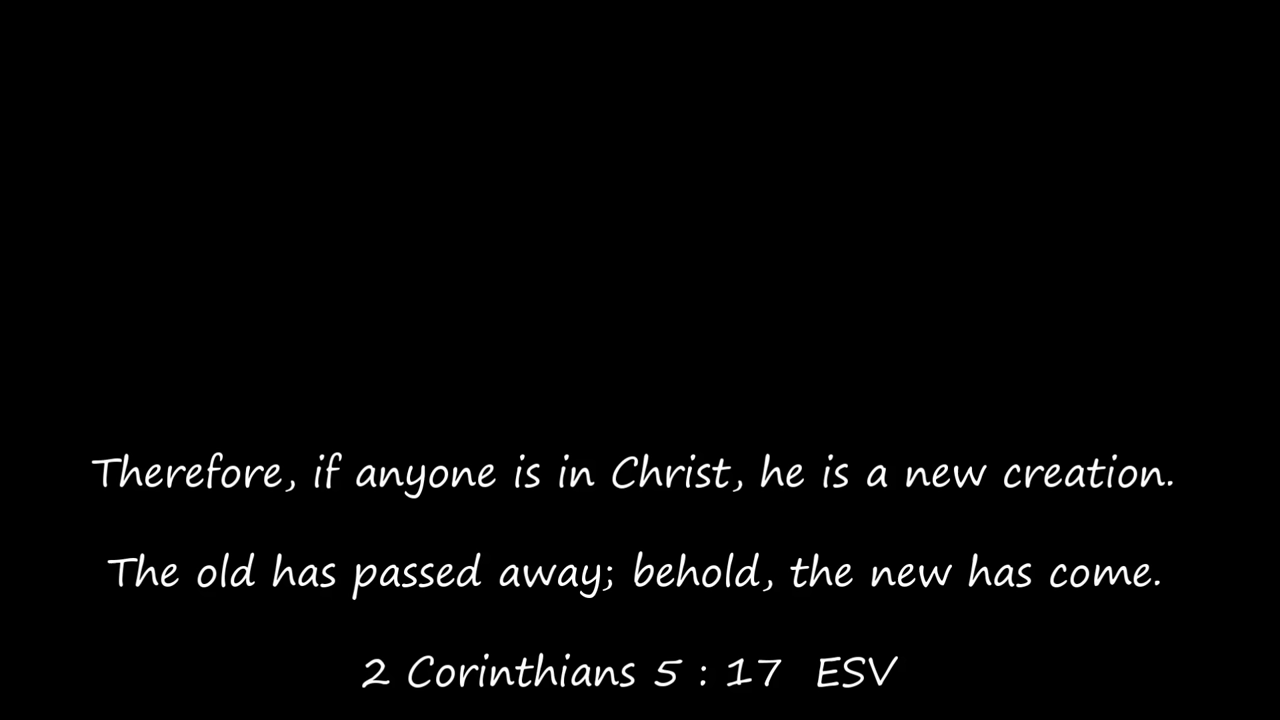 Therefore, if anyone is in Christ, he is a new creation.
The old has passed away; behold, the new has come.
2 Corinthians 5 : 17 ESV